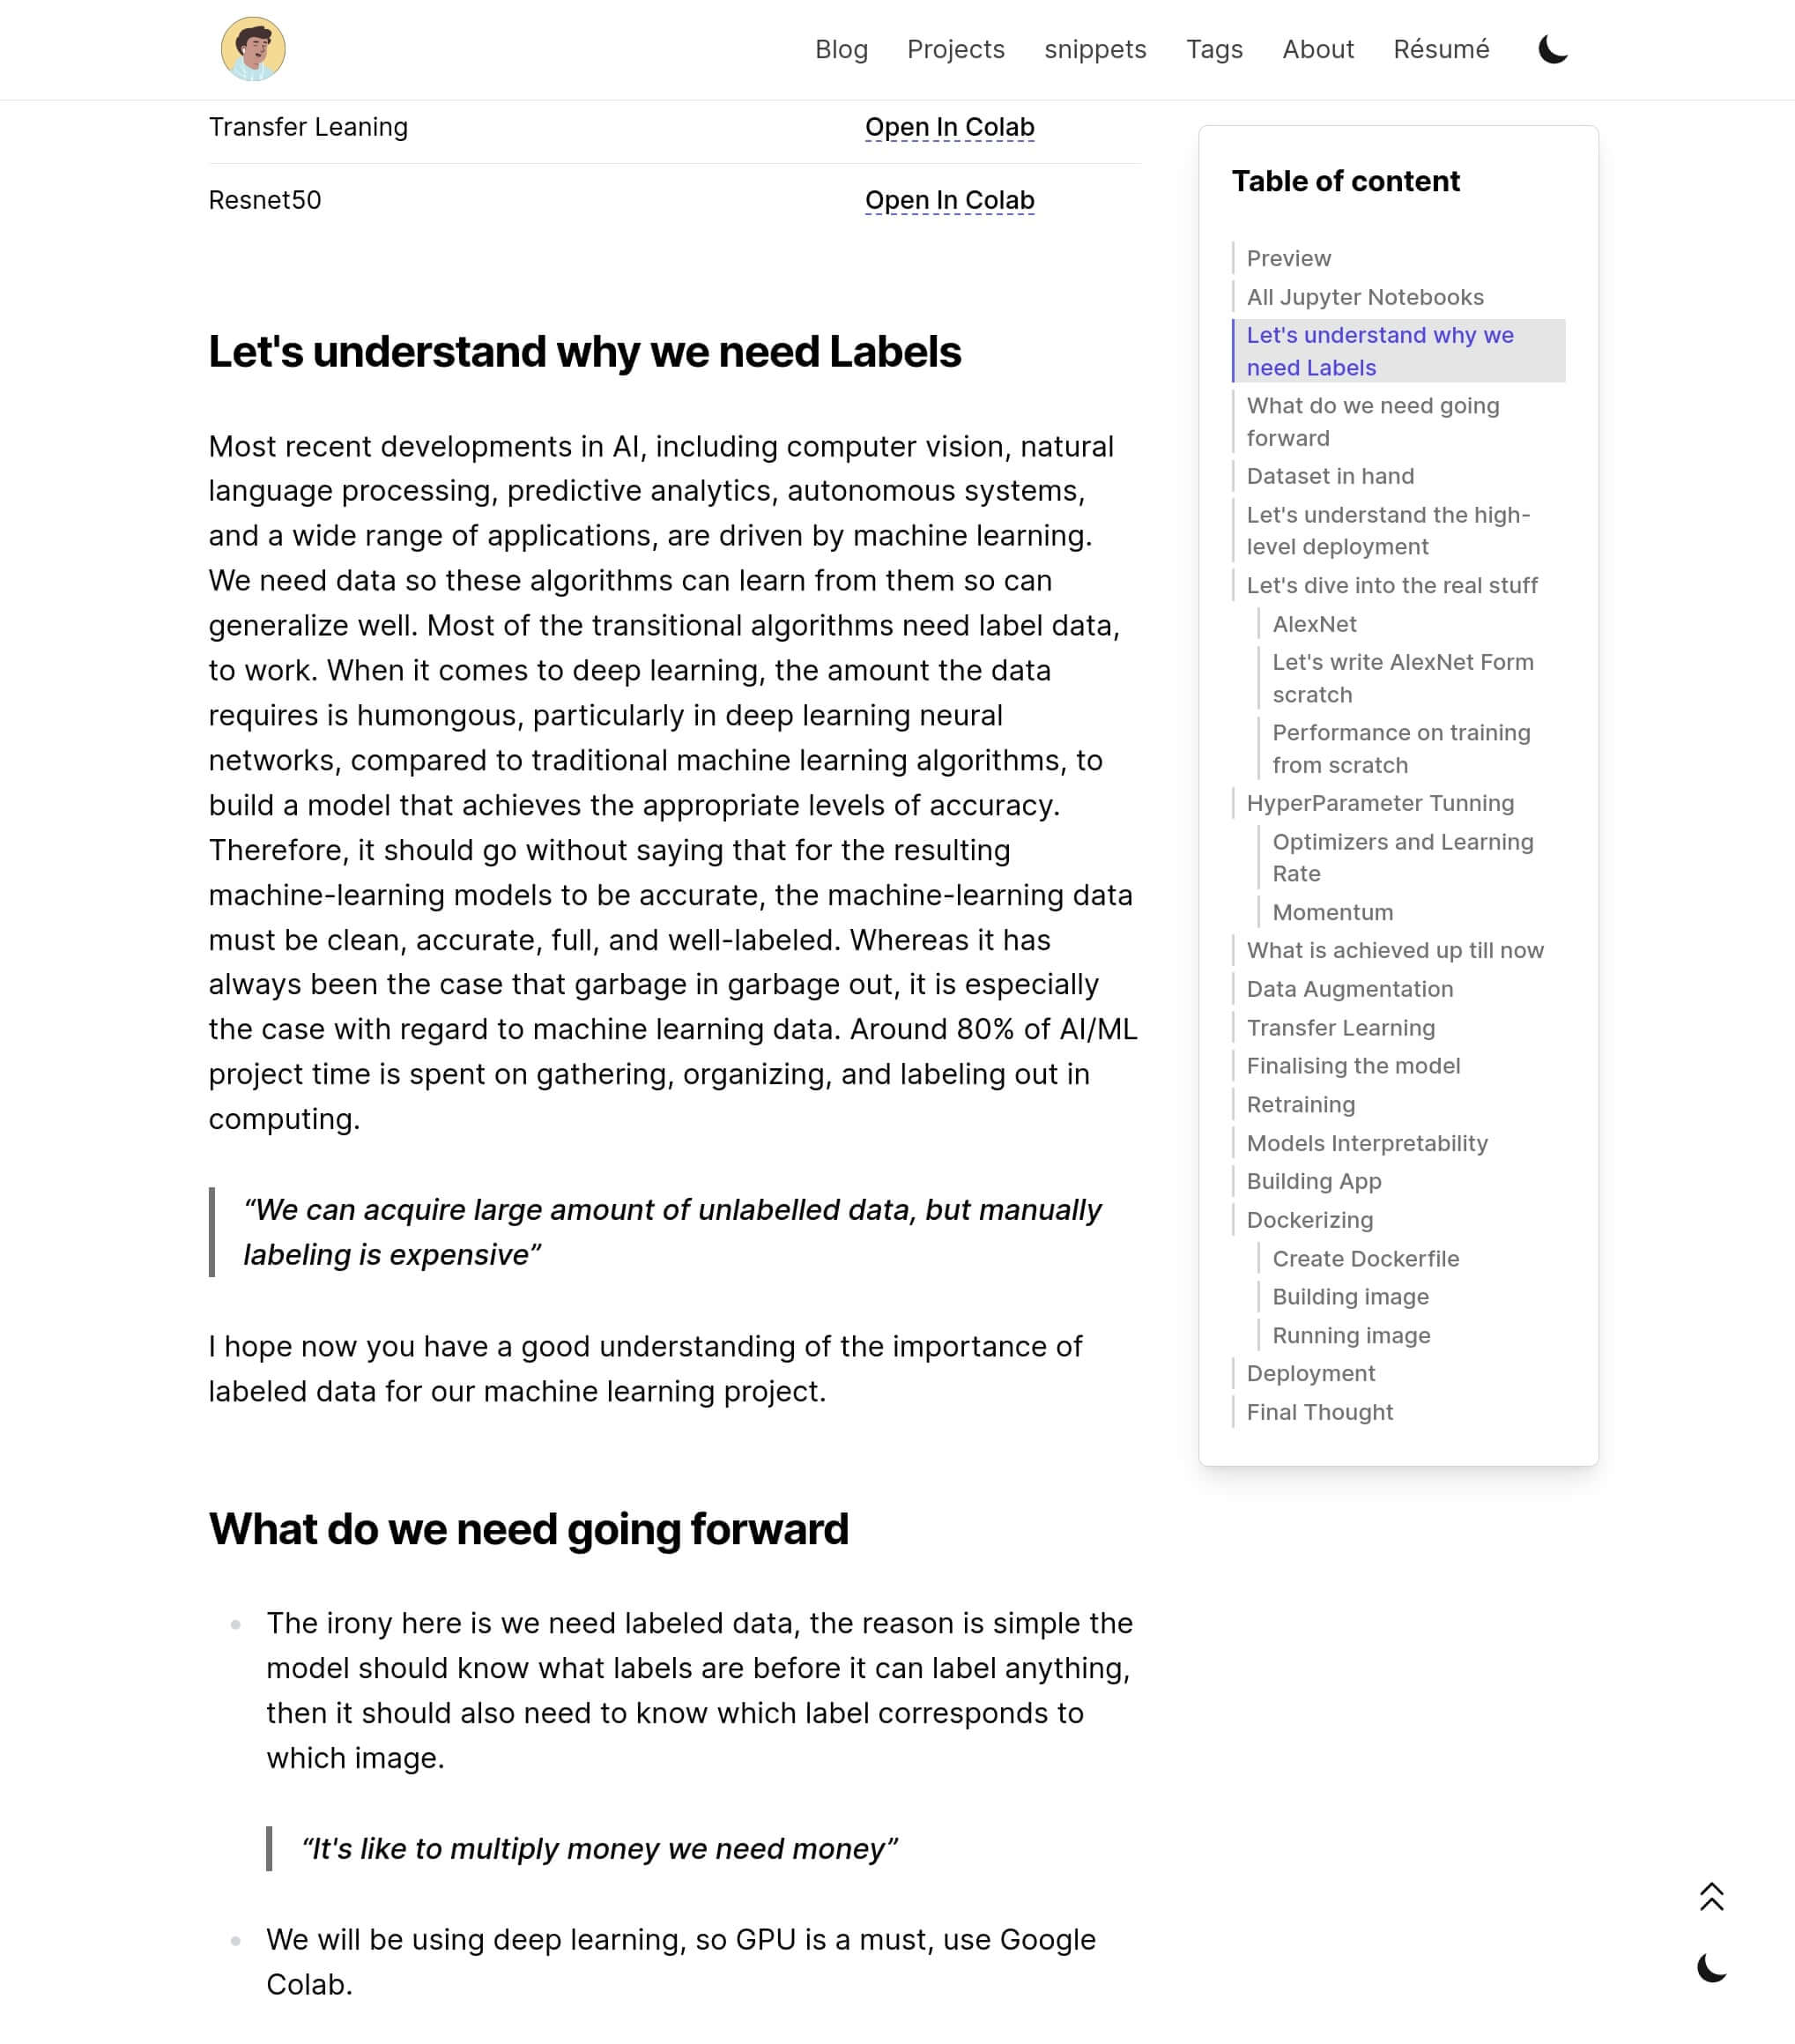 Blog Projects snippets Tags About Résumé
Transfer Leaning Open In Colab
Resnet50 Open In Colab
Let's understand why we need Labels
Most recent developments in AI, including computer vision, natural
language processing, predictive analytics, autonomous systems,
and a wide range of applications, are driven by machine learning.
We need data so these algorithms can learn from them so can
generalize well. Most of the transitional algorithms need label data,
to work. When it comes to deep learning, the amount the data
requires is humongous, particularly in deep learning neural
networks, compared to traditional machine learning algorithms, to
build a model that achieves the appropriate levels of accuracy.
Therefore, it should go without saying that for the resulting
machine-learning models to be accurate, the machine-learning data
must be clean, accurate, full, and well-labeled. Whereas it has
always been the case that garbage in garbage out, it is especially
the case with regard to machine learning data. Around 80% of AI/ML
project time is spent on gathering, organizing, and labeling out in
computing.
“We can acquire large amount of unlabelled data, but manually
labeling is expensive”
I hope now you have a good understanding of the importance of
labeled data for our machine learning project.
What do we need going forward
The irony here is we need labeled data, the reason is simple the
model should know what labels are before it can label anything,
then it should also need to know which label corresponds to
which image.
“It's like to multiply money we need money”
We will be using deep learning, so GPU is a must, use Google
Colab.
Table of content
Preview
All Jupyter Notebooks
Let's understand why we
need Labels
What do we need going
forward
Dataset in hand
Let's understand the high-
level deployment
Let's dive into the real stuff
AlexNet
Let's write AlexNet Form
scratch
Performance on training
from scratch
HyperParameter Tunning
Optimizers and Learning
Rate
Momentum
What is achieved up till now
Data Augmentation
Transfer Learning
Finalising the model
Retraining
Models Interpretability
Building App
Dockerizing
Create Dockerfile
Building image
Running image
Deployment
Final Thought